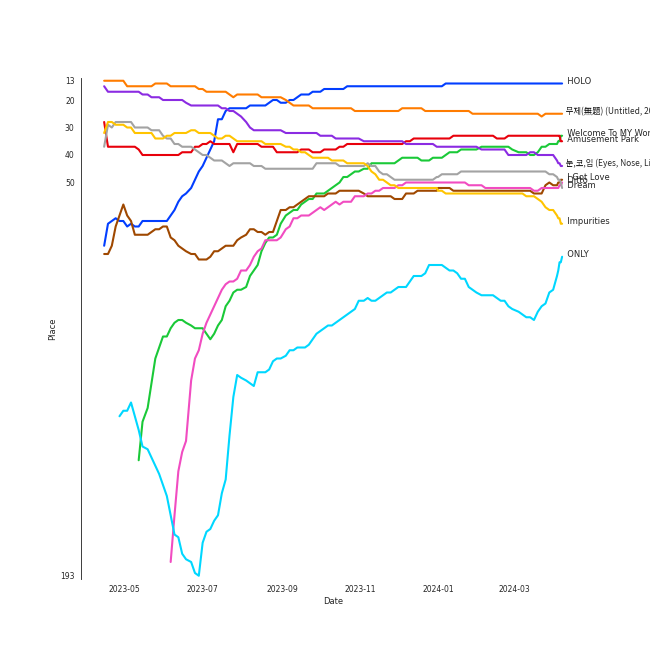 13
20
30
40
50
193
Place
2023-05
2023-07
2023-09
2023-11
2024-01
2024-03
Date
HOLO
무제(無題) (Untitled, 20
Welcome To MY Wor
Amusement Park
눈,코,입 (Eyes, Nose, Li
I Got Love
Dream
Impurities
ONLY